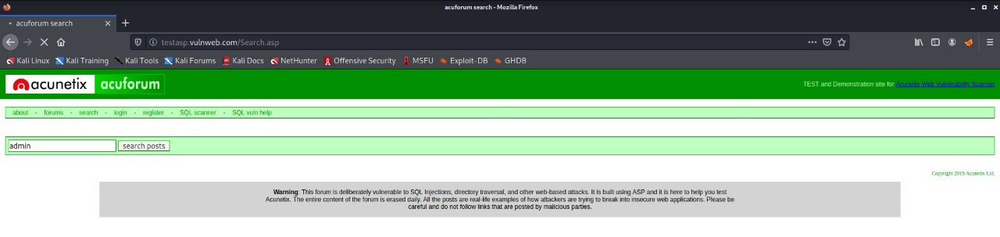 acuforum search - Mozilla Firefox
acuforum search
testasp.vulnweb.com/Search.asp
Kali Linux Kali Training Kali Tools Kali Forums Kali Docs NetHunter Offensive Security MSFU Exploit-DB GHDB
acunetix acuforum TEST and Demonstration site for Acunetix Web Vulnerability Scanner
about - forums - search - login - register - SQL scanner - SQL vuln help
admin search posts
Copyright 2019 Acunetix Ltd.
Warning: This forum is deliberately vulnerable to SQL Injections, directory traversal, and other web-based attacks. It is built using ASP and it is here to help you test
Acunetix. The entire content of the forum is erased daily. All the posts are real-life examples of how attackers are trying to break into insecure web applications. Please be
careful and do not follow links that are posted by malicious parties.